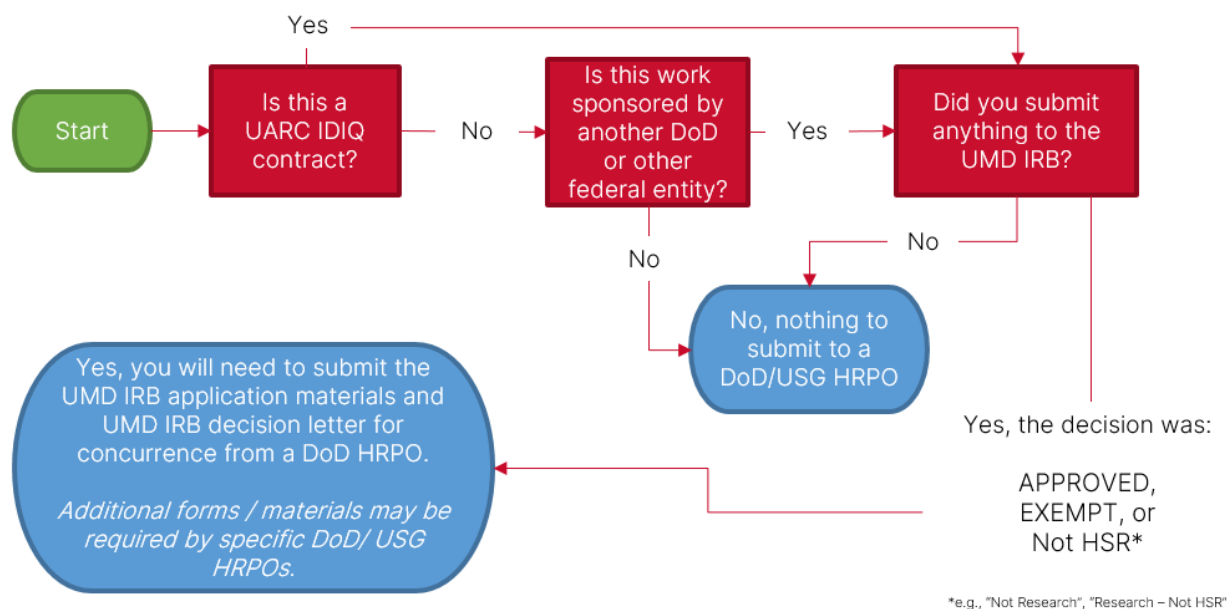 Yes
Start
Is this a
UARC IDIQ
contract?
No
Is this work
sponsored by
another DoD
or other
federal entity?
Yes
Did you submit
anything to the
UMD IRB?
No
No
No, nothing to
submit to a
DoD/USG HRPO
Yes, you will need to submit the
UMD IRB application materials and
UMD IRB decision letter for
concurrence from a DoD HRPO.
Additional forms / materials may be
required by specific DoD/ USG
HRPOs.
Yes, the decision was:
APPROVED,
EXEMPT, or
Not HSR*
*e.g., "Not Research", "Research – Not HSR"